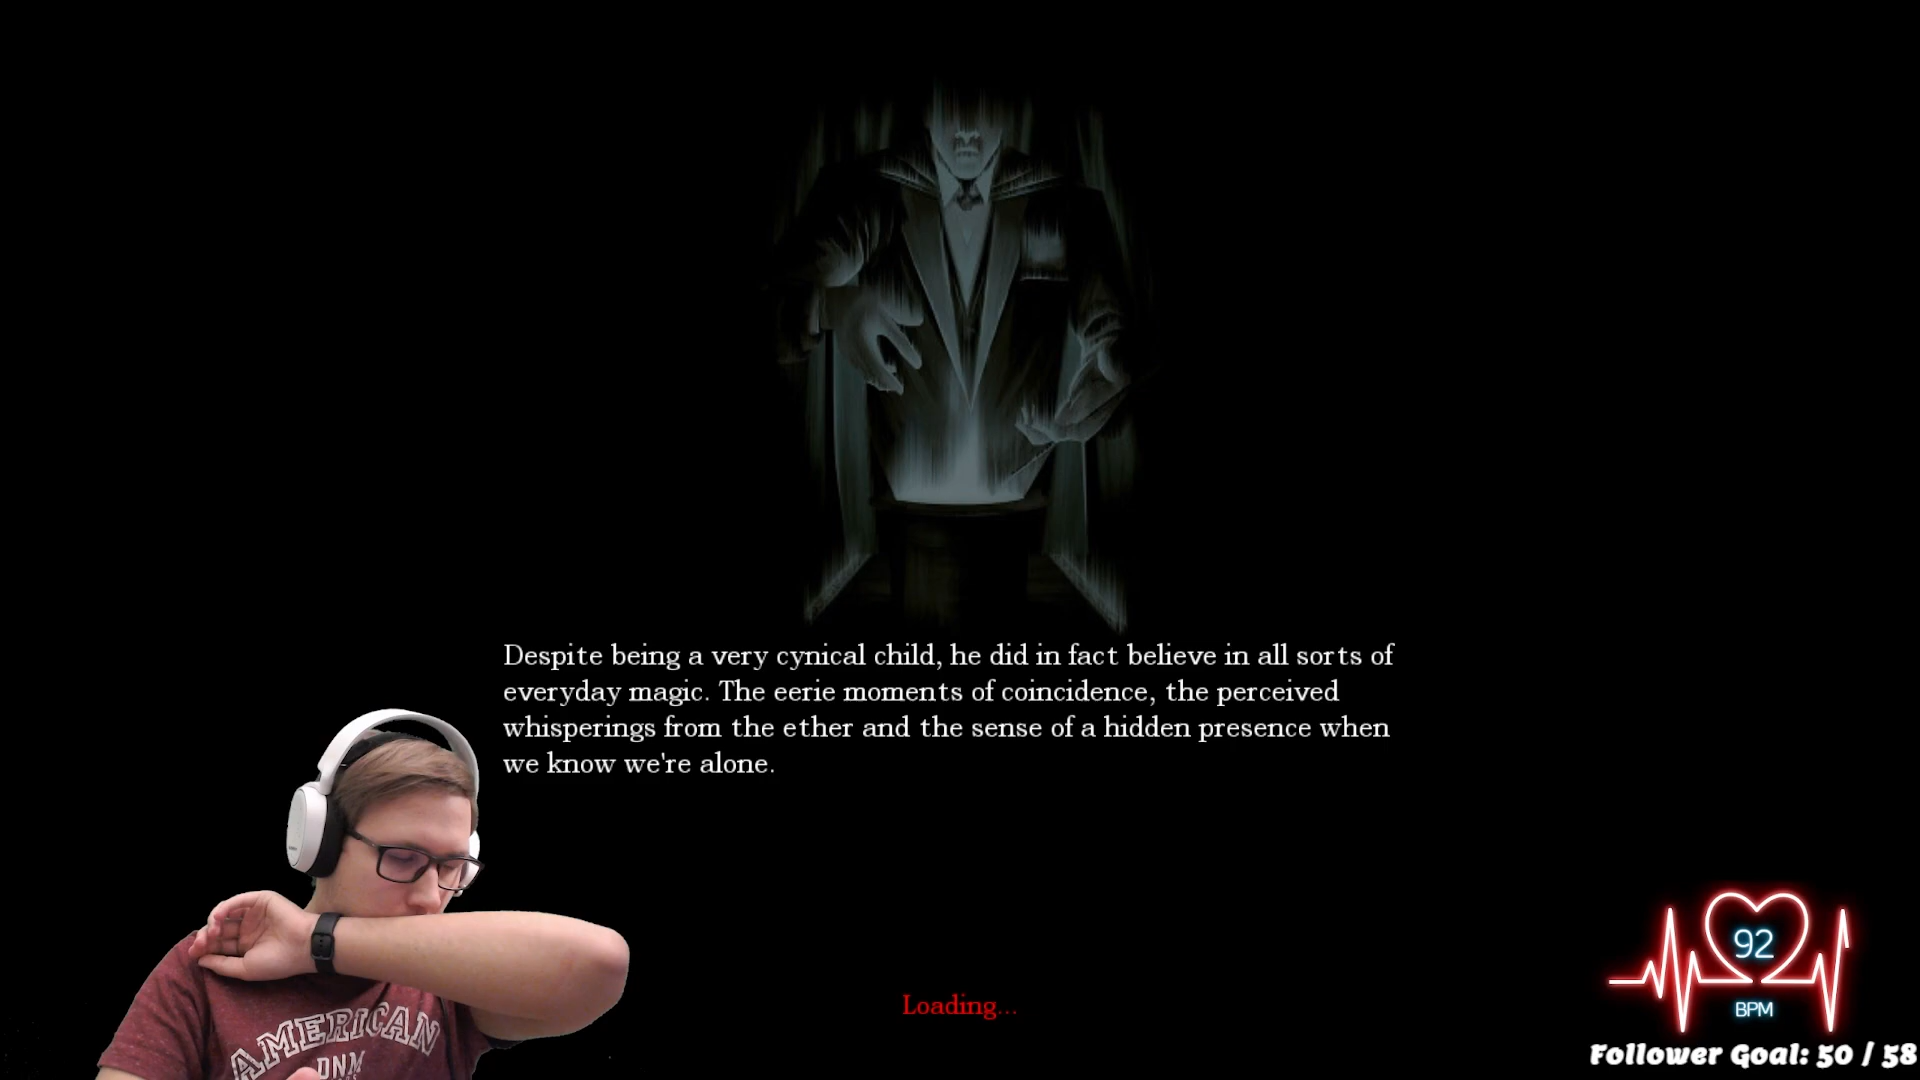 Despite being a very cynical child, he did in fact believe in all sorts of
everyday magic. The eerie moments of coincidence, the perceived
whisperings from the ether and the sense of a hidden presence when
we know we're alone.
Loading...
AMERICAN
DNM
92
BPM
Follower Goal: 50 / 58